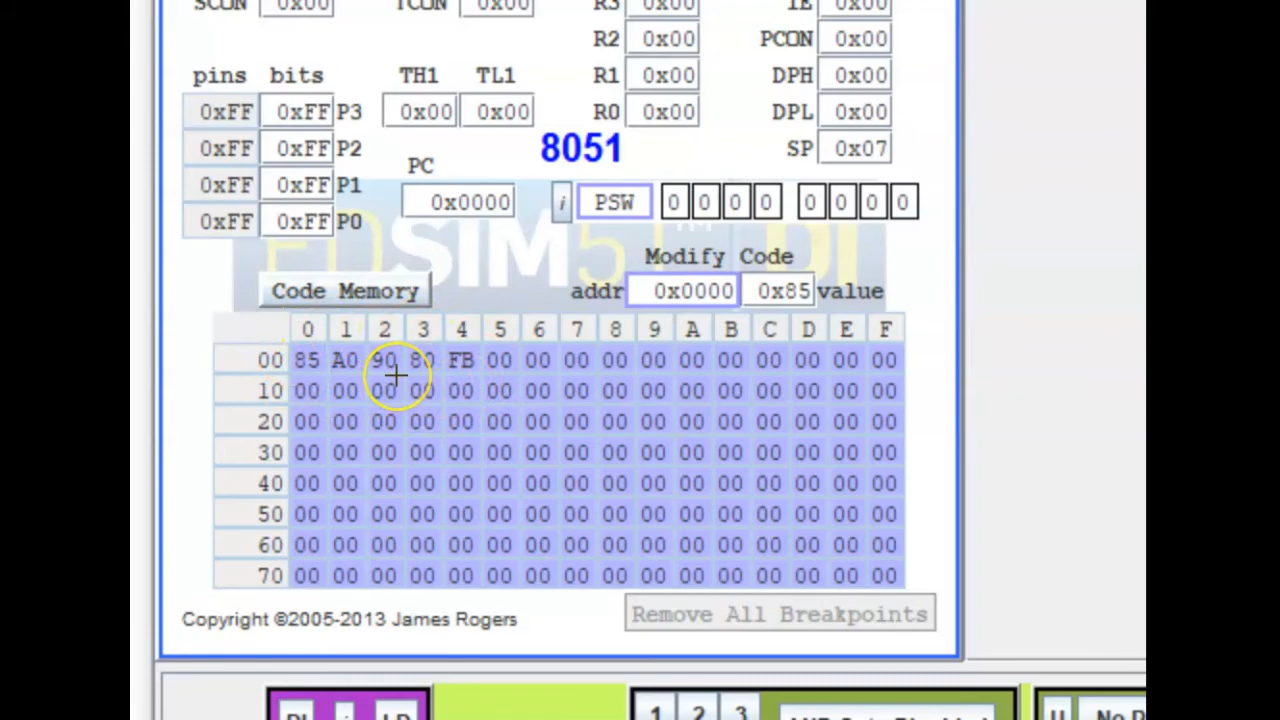 SCON 0x00 TCON 0x00 R3 0x00 IE 0x00
R2 0x00 PCON 0x00
pins bits TH1 TL1 R1 0x00 DPH 0x00
0xFF 0xFF P3 0x00 0x00 R0 0x00 DPL 0x00
0xFF 0xFF P2 8051 SP 0x07
PC
0xFF 0xFF P1 0x0000 i PSW 0 0 0 0 0 0 0 0
0xFF 0xFF P0
EDSIM51 DI
Modify Code
Code Memory addr 0x0000 0x85 value
0 1 2 3 4 5 6 7 8 9 A B C D E F
00 85 A0 90 80 FB 00 00 00 00 00 00 00 00 00 00 00
10 00 00 00 00 00 00 00 00 00 00 00 00 00 00 00 00
20 00 00 00 00 00 00 00 00 00 00 00 00 00 00 00 00
30 00 00 00 00 00 00 00 00 00 00 00 00 00 00 00 00
40 00 00 00 00 00 00 00 00 00 00 00 00 00 00 00 00
50 00 00 00 00 00 00 00 00 00 00 00 00 00 00 00 00
60 00 00 00 00 00 00 00 00 00 00 00 00 00 00 00 00
70 00 00 00 00 00 00 00 00 00 00 00 00 00 00 00 00
Copyright ©2005-2013 James Rogers Remove All Breakpoints
1 2 3